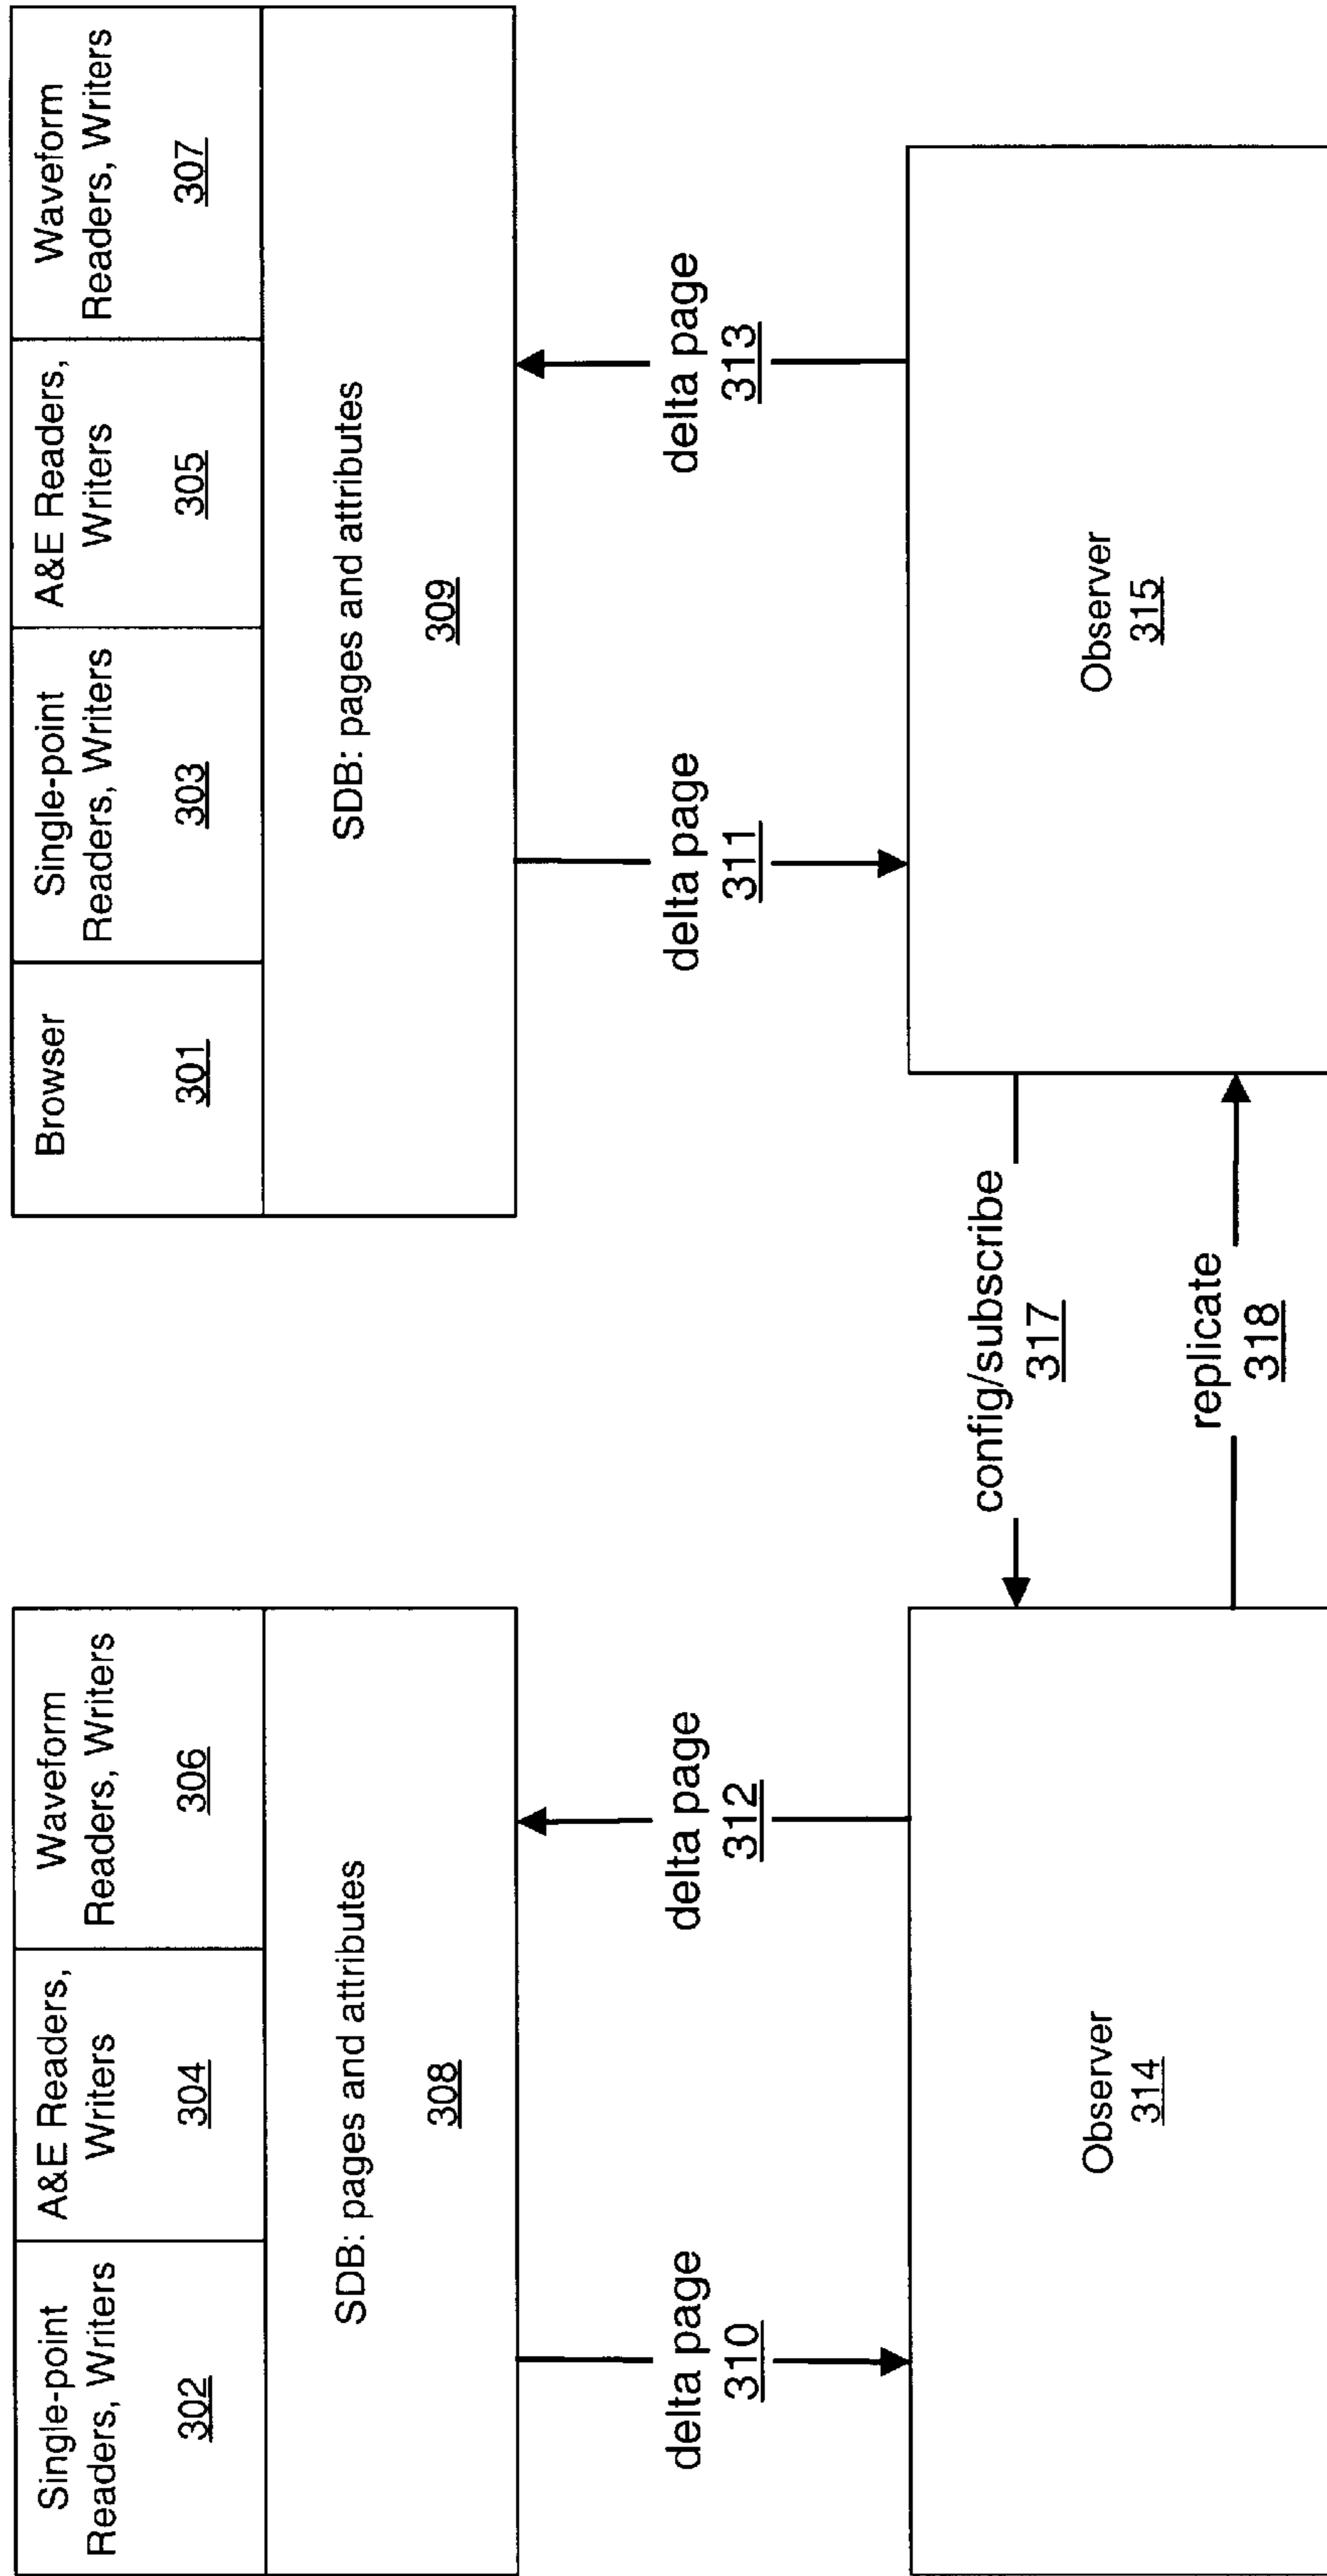 Single-point
Readers, Writers
302
A&E Readers,
Writers
304
Waveform
Readers, Writers
306
SDB: pages and attributes
308
delta page
310
delta page
312
Observer
314
Browser
301
Single-point
Readers, Writers
303
A&E Readers,
Writers
305
Waveform
Readers, Writers
307
SDB: pages and attributes
309
delta page
311
delta page
313
config/subscribe
317
replicate
318
Observer
315